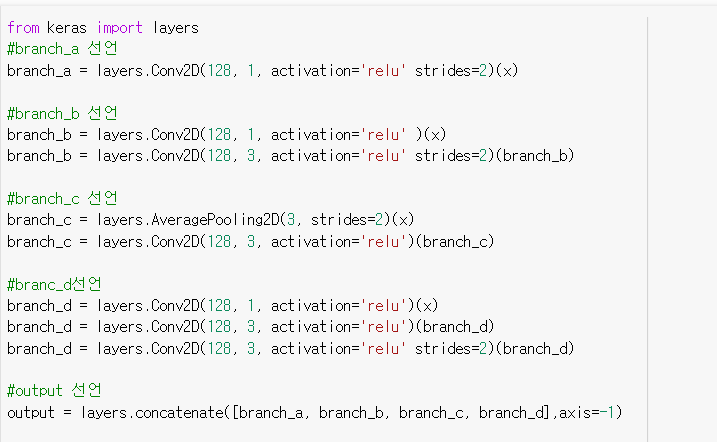 from keras import layers
#branch_a 선언
branch_a = layers.Conv2D(128, 1, activation='relu' strides=2)(x)
#branch_b 선언
branch_b = layers.Conv2D(128, 1, activation='relu' )(x)
branch_b = layers.Conv2D(128, 3, activation='relu' strides=2)(branch_b)
#branch_c 선언
branch_c = layers.AveragePooling2D(3, strides=2)(x)
branch_c = layers.Conv2D(128, 3, activation='relu')(branch_c)
#branc_d선언
branch_d = layers.Conv2D(128, 1, activation='relu')(x)
branch_d = layers.Conv2D(128, 3, activation='relu')(branch_d)
branch_d = layers.Conv2D(128, 3, activation='relu' strides=2)(branch_d)
#output 선언
output = layers.concatenate([branch_a, branch_b, branch_c, branch_d],axis=-1)